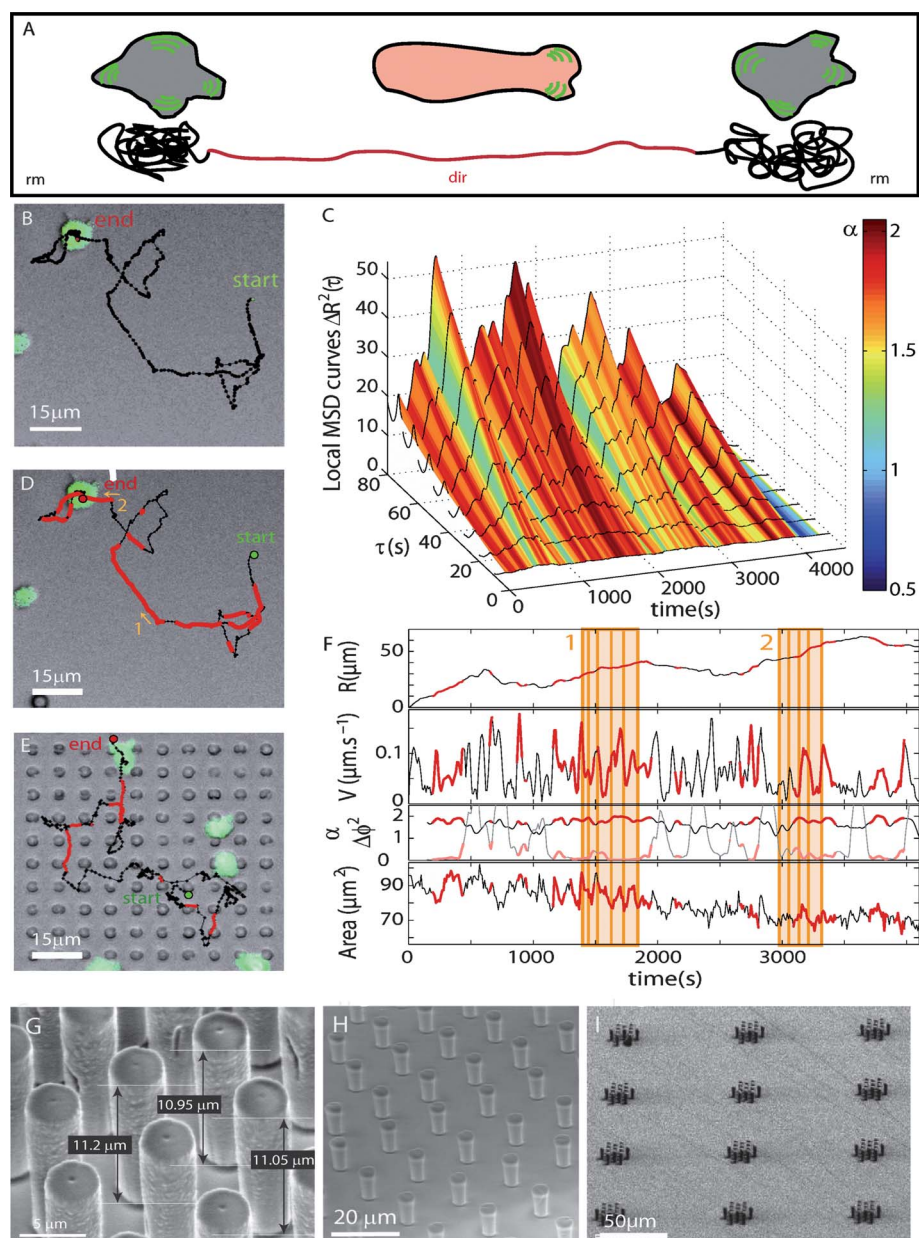 A
rm
dir
rm
B
end
start
15μm
C
α
Local MSD curves ΔR²(τ)
50
40
30
20
10
0
80
60
40
20
0
τ(s)
0
1000
2000
3000
4000
time(s)
2
1.5
1
0.5
D
end
2
start
1
15μm
E
end
start
15μm
F
1
2
R(μm)
50
0
V(μm.s⁻¹)
0.1
0
α
Δϕ²
2
1
0
Area (μm²)
90
70
0
1000
2000
3000
time(s)
G
10.95 μm
11.2 μm
11.05 μm
5 μm
H
20 μm
I
50μm